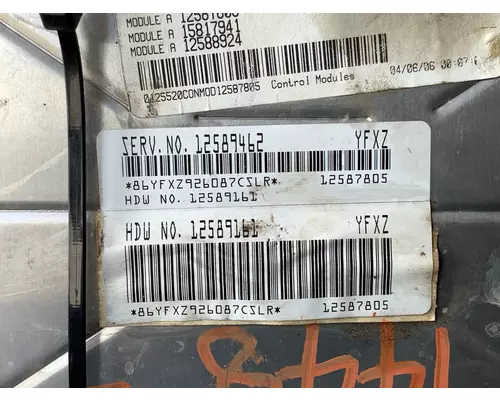 MODULE A 15817941
MODULE A 12588924
0125520CONMOD12587805 Control Modules
SERV.NO. 12589462 YFXZ
*86YFXZ926087CSLR* 12587805
HDW NO. 12589161
HDW NO. 12589161 YFXZ
*86YFXZ926087CSLR* 12587805